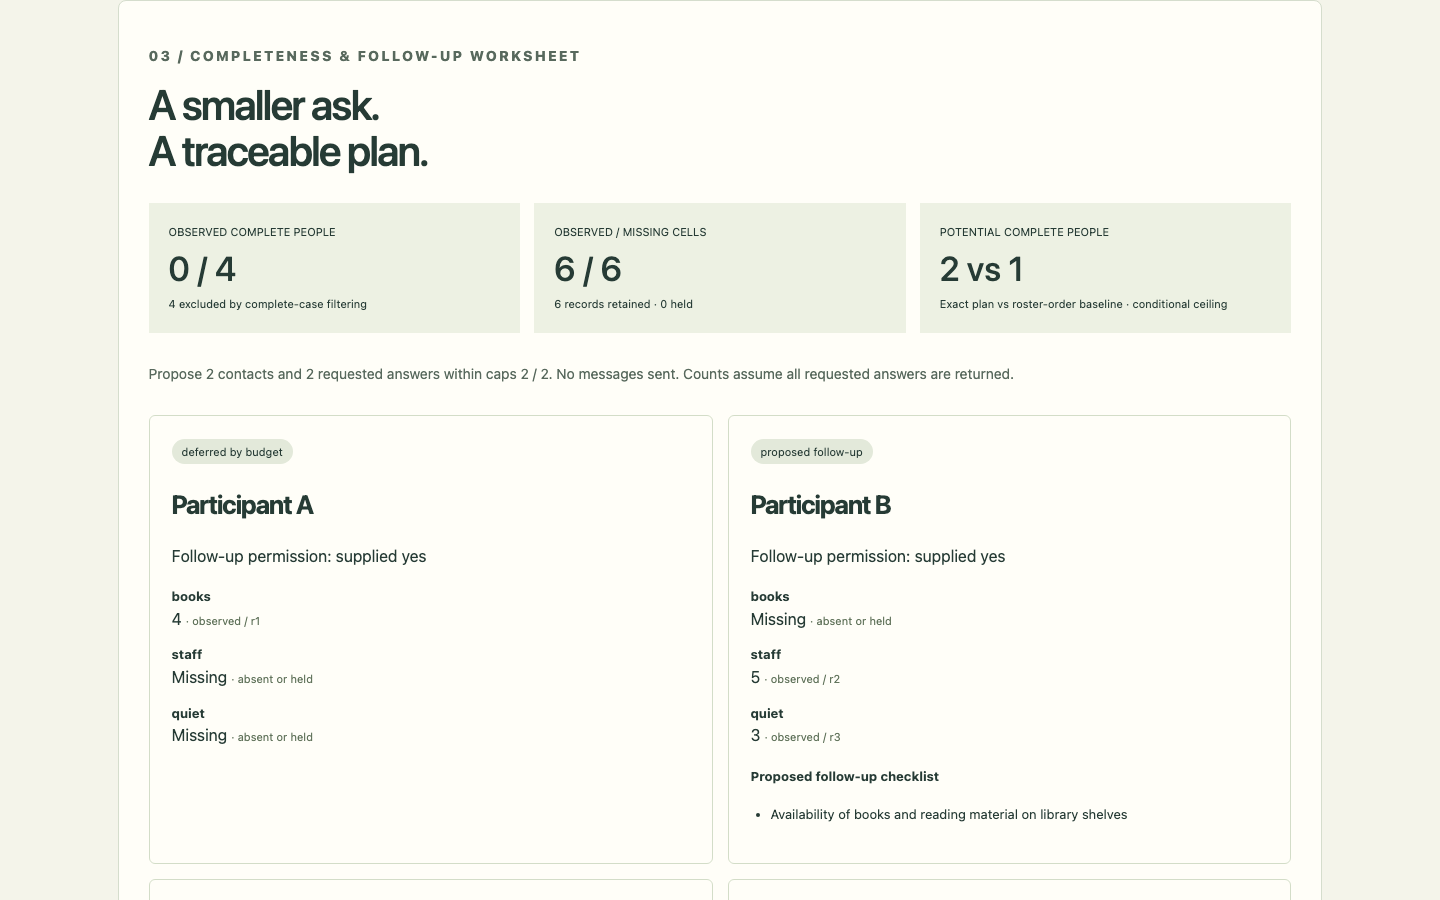 03 / COMPLETENESS & FOLLOW-UP WORKSHEET
A smaller ask.
A traceable plan.
OBSERVED COMPLETE PEOPLE
0 / 4
4 excluded by complete-case filtering
OBSERVED / MISSING CELLS
6 / 6
6 records retained · 0 held
POTENTIAL COMPLETE PEOPLE
2 vs 1
Exact plan vs roster-order baseline · conditional ceiling
Propose 2 contacts and 2 requested answers within caps 2 / 2. No messages sent. Counts assume all requested answers are returned.
deferred by budget
Participant A
Follow-up permission: supplied yes
books
4 · observed / r1
staff
Missing · absent or held
quiet
Missing · absent or held
proposed follow-up
Participant B
Follow-up permission: supplied yes
books
Missing · absent or held
staff
5 · observed / r2
quiet
3 · observed / r3
Proposed follow-up checklist
• Availability of books and reading material on library shelves